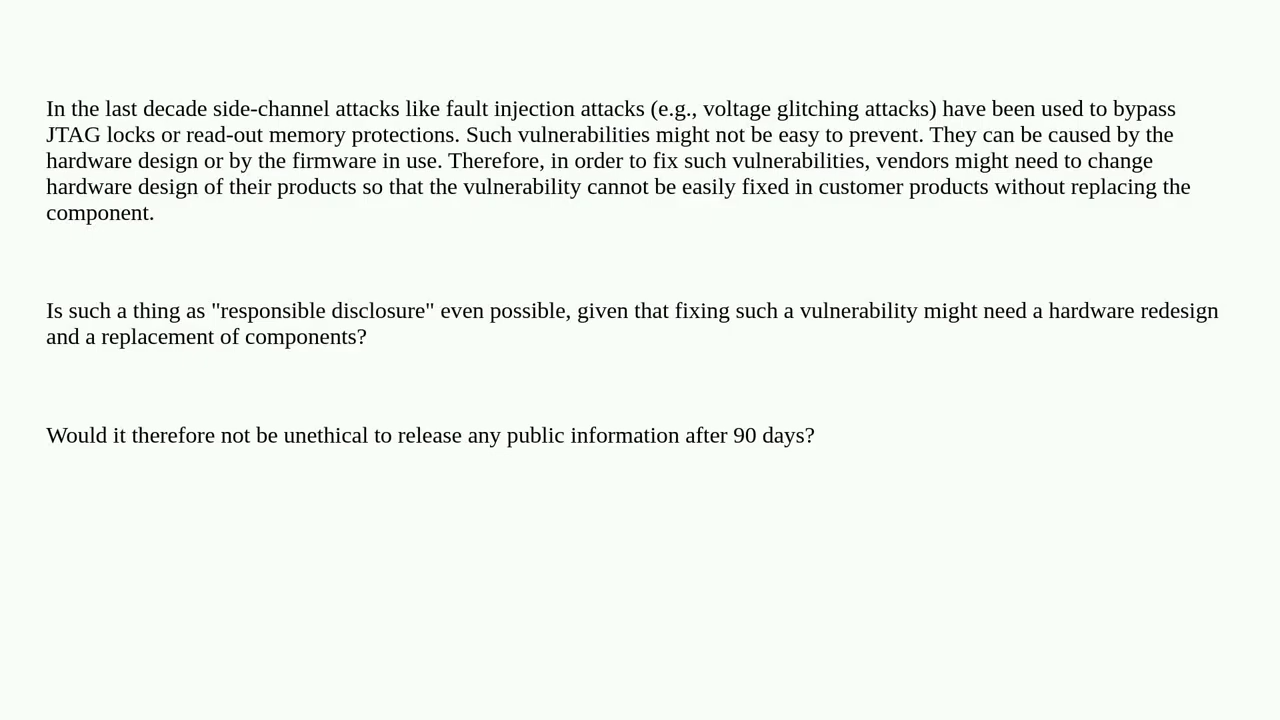 In the last decade side-channel attacks like fault injection attacks (e.g., voltage glitching attacks) have been used to bypass
JTAG locks or read-out memory protections. Such vulnerabilities might not be easy to prevent. They can be caused by the
hardware design or by the firmware in use. Therefore, in order to fix such vulnerabilities, vendors might need to change
hardware design of their products so that the vulnerability cannot be easily fixed in customer products without replacing the
component.
Is such a thing as "responsible disclosure" even possible, given that fixing such a vulnerability might need a hardware redesign
and a replacement of components?
Would it therefore not be unethical to release any public information after 90 days?